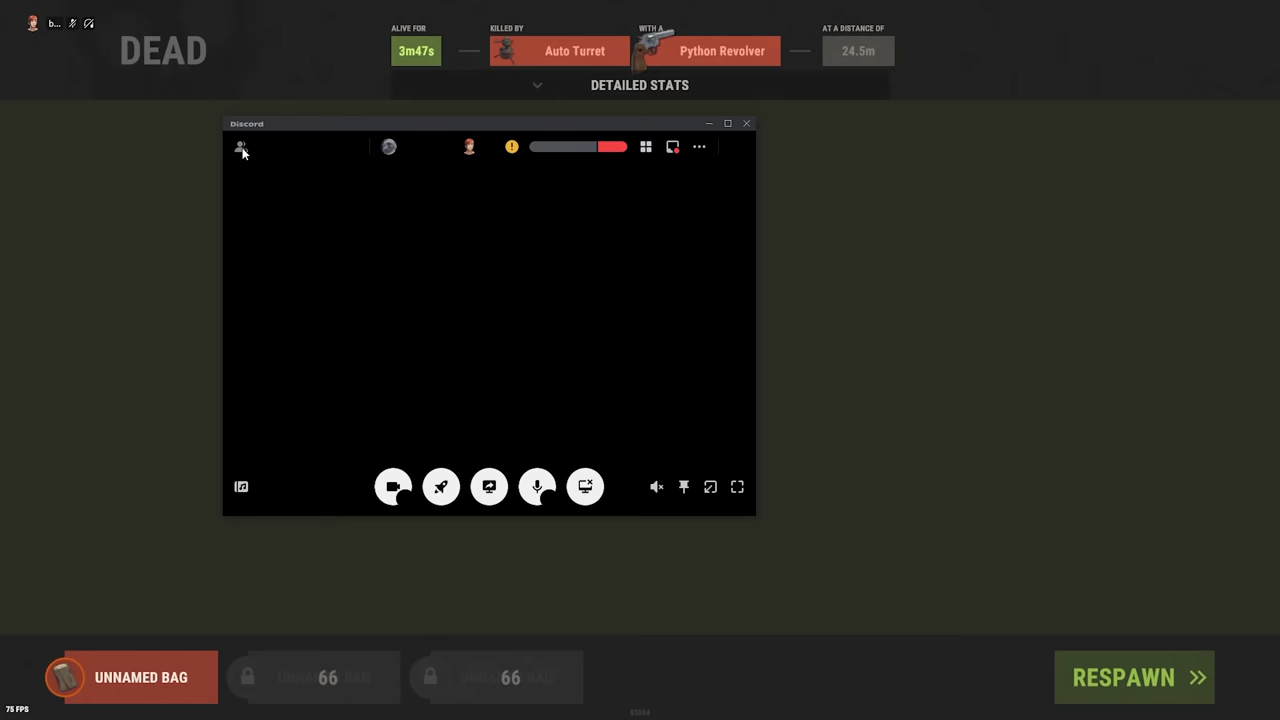 b...
DEAD
ALIVE FOR
3m47s
KILLED BY
Auto Turret
WITH A
Python Revolver
AT A DISTANCE OF
24.5m
DETAILED STATS
Discord
UNNAMED BAG
66
66
RESPAWN
75 FPS